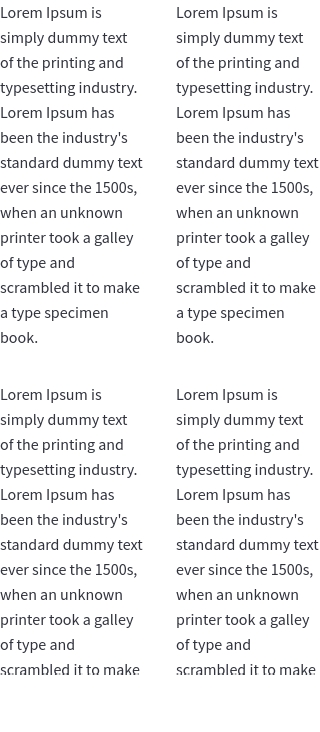 Lorem Ipsum is
simply dummy text
of the printing and
typesetting industry.
Lorem Ipsum has
been the industry's
standard dummy text
ever since the 1500s,
when an unknown
printer took a galley
of type and
scrambled it to make
a type specimen
book.
Lorem Ipsum is
simply dummy text
of the printing and
typesetting industry.
Lorem Ipsum has
been the industry's
standard dummy text
ever since the 1500s,
when an unknown
printer took a galley
of type and
scrambled it to make
a type specimen
book.
Lorem Ipsum is
simply dummy text
of the printing and
typesetting industry.
Lorem Ipsum has
been the industry's
standard dummy text
ever since the 1500s,
when an unknown
printer took a galley
of type and
scrambled it to make
Lorem Ipsum is
simply dummy text
of the printing and
typesetting industry.
Lorem Ipsum has
been the industry's
standard dummy text
ever since the 1500s,
when an unknown
printer took a galley
of type and
scrambled it to make